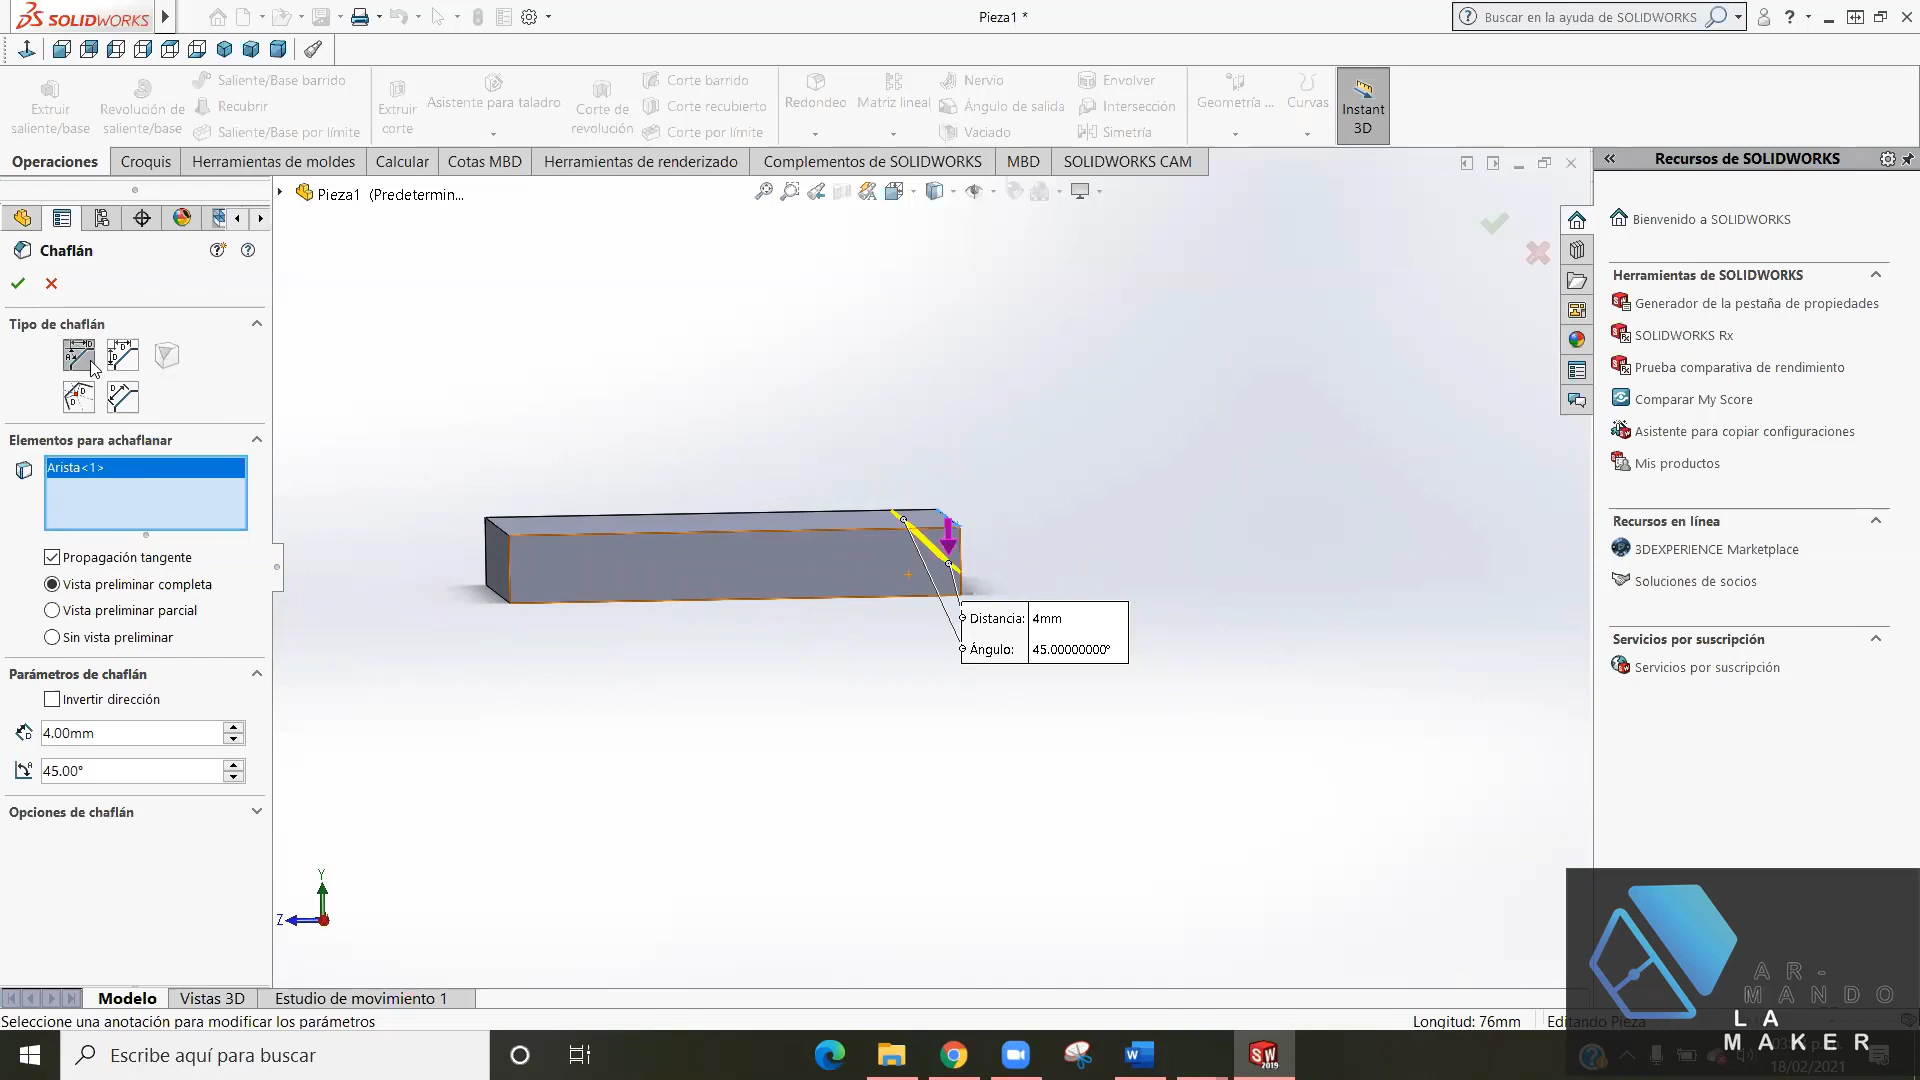 SOLIDWORKS
Pieza1 *
Buscar en la ayuda de SOLIDWORKS
Extruir saliente/base
Revolución de saliente/base
Saliente/Base barrido
Recubrir
Saliente/Base por límite
Extruir corte
Asistente para taladro
Corte de revolución
Corte barrido
Corte recubierto
Corte por límite
Redondeo
Matriz lineal
Nervio
Ángulo de salida
Vaciado
Envolver
Intersección
Simetría
Geometría ...
Curvas
Instant 3D
Operaciones
Croquis
Herramientas de moldes
Calcular
Cotas MBD
Herramientas de renderizado
Complementos de SOLIDWORKS
MBD
SOLIDWORKS CAM
Pieza1 (Predetermin...
Chaflán
Tipo de chaflán
Elementos para achaflanar
Arista<1>
Propagación tangente
Vista preliminar completa
Vista preliminar parcial
Sin vista preliminar
Parámetros de chaflán
Invertir dirección
4.00mm
45.00°
Opciones de chaflán
Distancia: 4mm
Ángulo: 45.00000000°
Y
Z
Recursos de SOLIDWORKS
Bienvenido a SOLIDWORKS
Herramientas de SOLIDWORKS
Generador de la pestaña de propiedades
SOLIDWORKS Rx
Prueba comparativa de rendimiento
Comparar My Score
Asistente para copiar configuraciones
Mis productos
Recursos en línea
3DEXPERIENCE Marketplace
Soluciones de socios
Servicios por suscripción
Servicios por suscripción
AR-
MANDO
LA
MAKER
Modelo
Vistas 3D
Estudio de movimiento 1
Seleccione una anotación para modificar los parámetros
Longitud: 76mm
Editando Pieza
Escribe aquí para buscar
SW
2019
18/02/2021